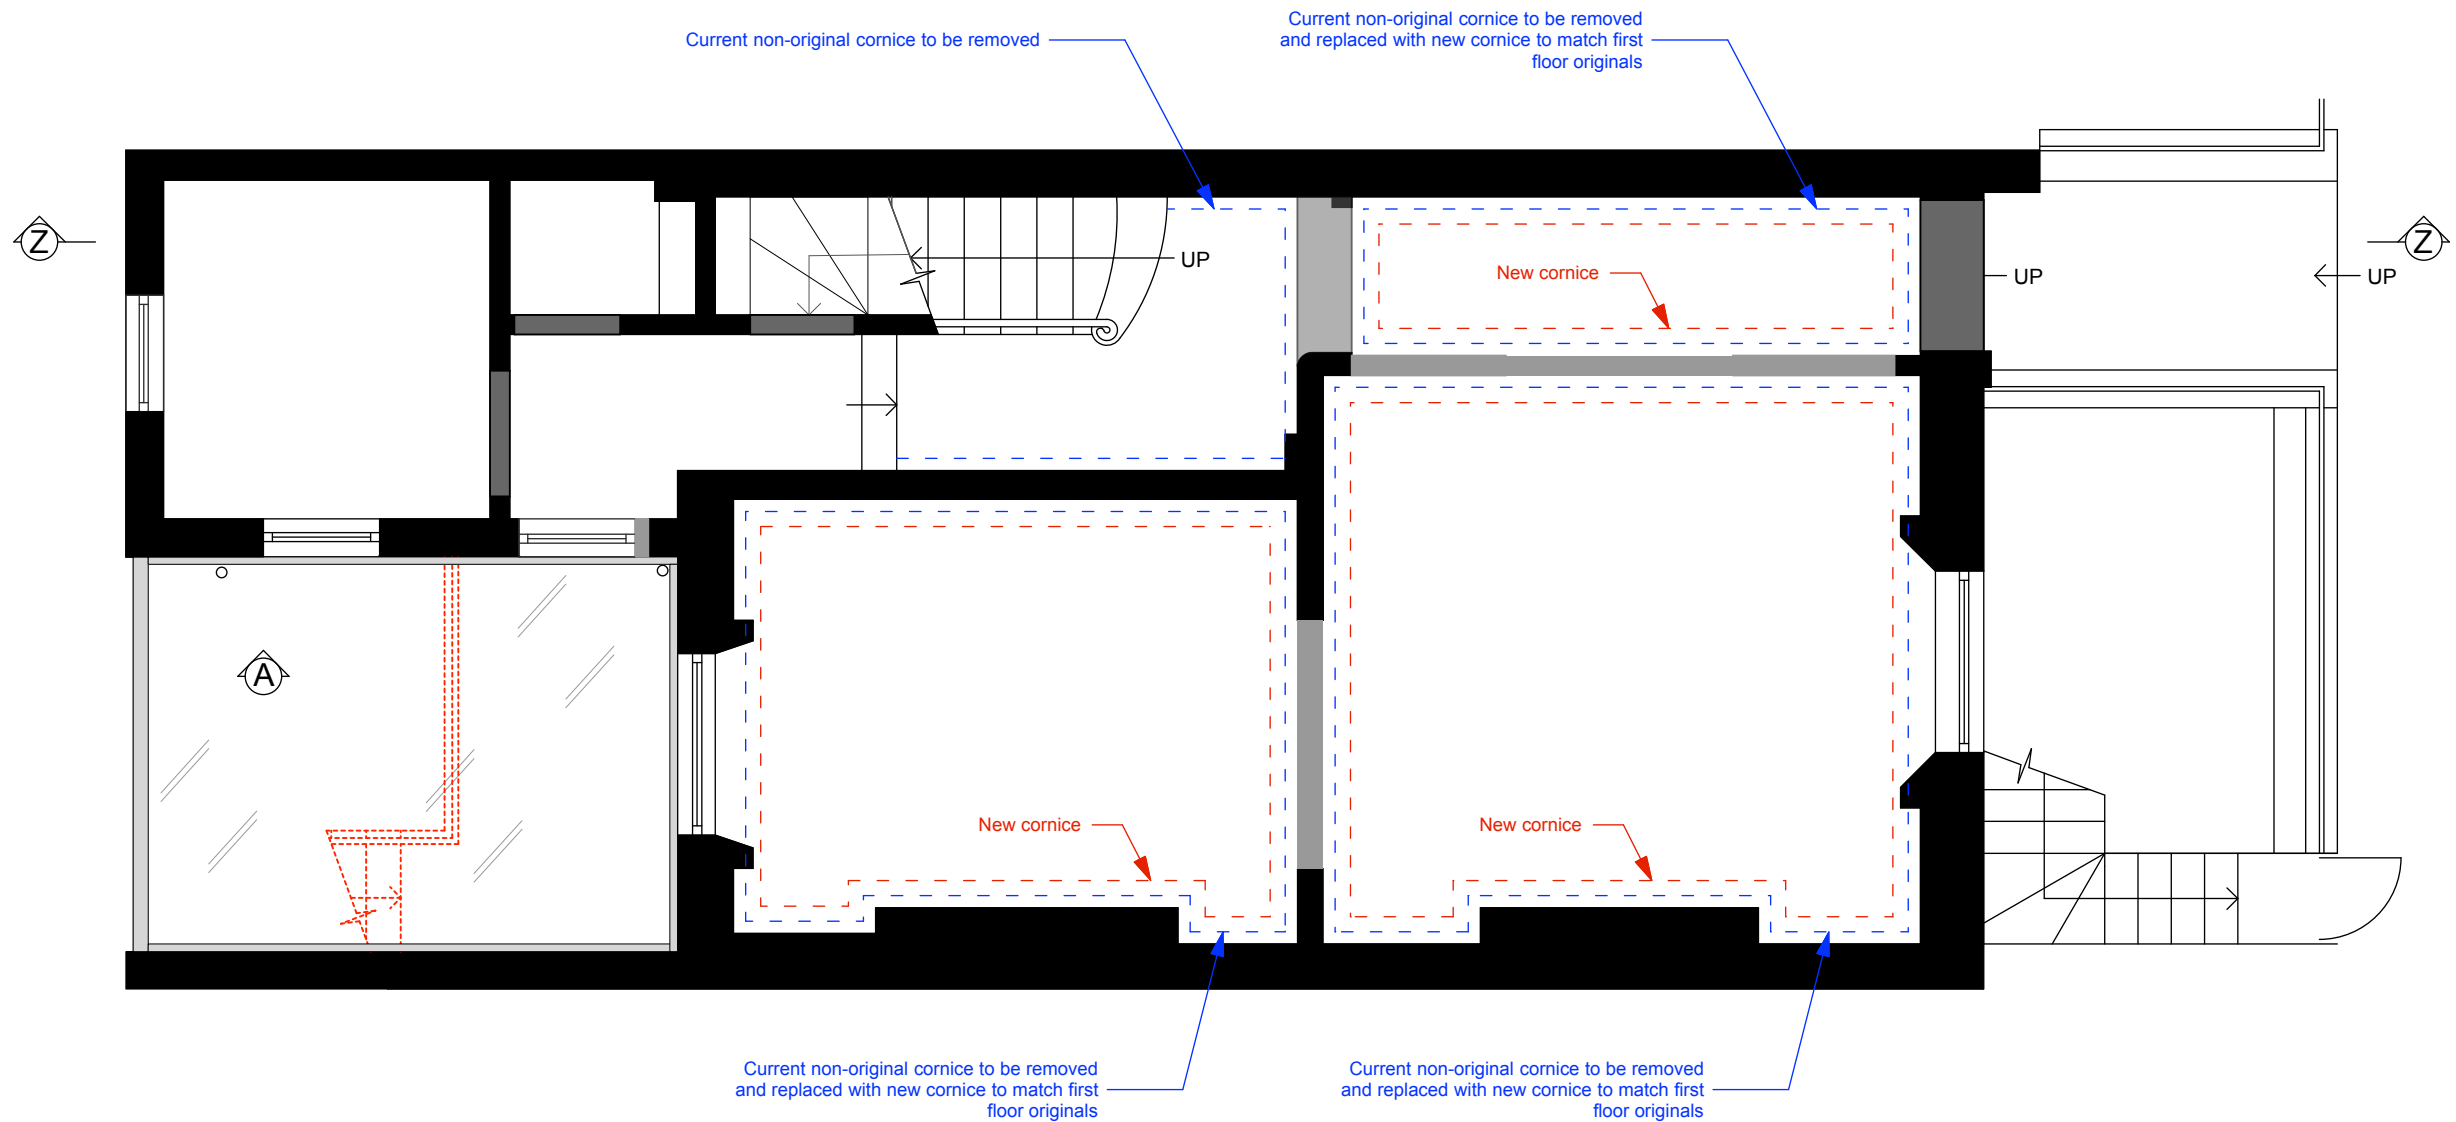 Current non-original cornice to be removed
Current non-original cornice to be removed
and replaced with new cornice to match first
floor originals
Z
Z
UP
UP
UP
New cornice
A
New cornice
New cornice
Current non-original cornice to be removed
and replaced with new cornice to match first
floor originals
Current non-original cornice to be removed
and replaced with new cornice to match first
floor originals